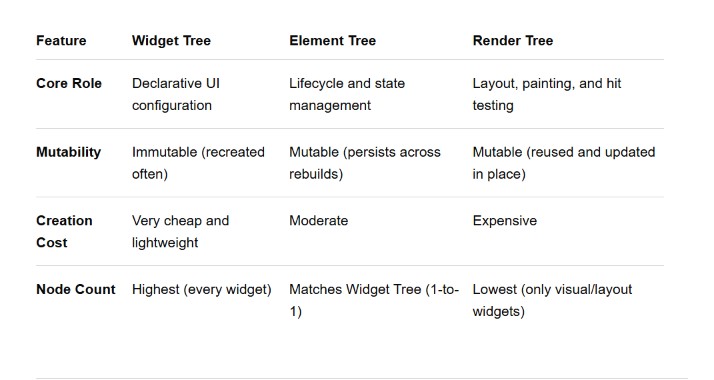 Feature Widget Tree Element Tree Render Tree
Core Role Declarative UI Lifecycle and state Layout, painting, and hit
configuration management testing
Mutability Immutable (recreated Mutable (persists across Mutable (reused and updated
often) rebuilds) in place)
Creation Very cheap and Moderate Expensive
Cost lightweight
Node Count Highest (every widget) Matches Widget Tree (1-to- Lowest (only visual/layout
1) widgets)